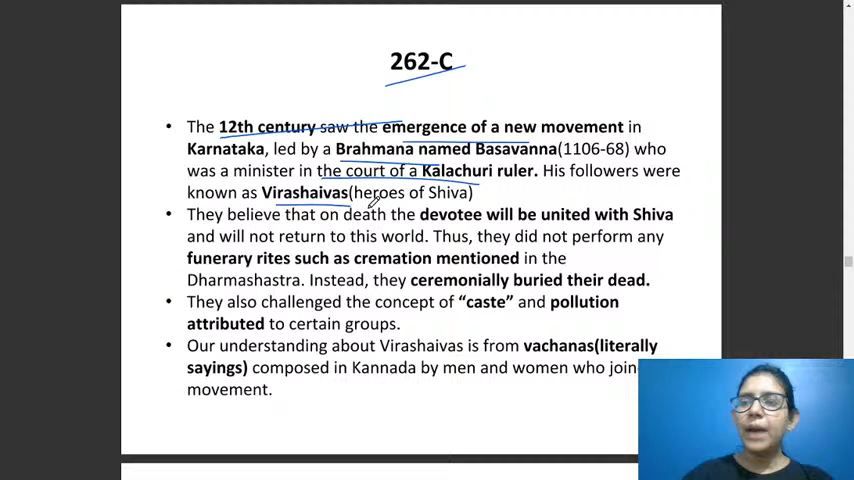 262-C
• The 12th century saw the emergence of a new movement in
Karnataka, led by a Brahmana named Basavanna(1106-68) who
was a minister in the court of a Kalachuri ruler. His followers were
known as Virashaivas(heroes of Shiva)
• They believe that on death the devotee will be united with Shiva
and will not return to this world. Thus, they did not perform any
funerary rites such as cremation mentioned in the
Dharmashastra. Instead, they ceremonially buried their dead.
• They also challenged the concept of “caste” and pollution
attributed to certain groups.
• Our understanding about Virashaivas is from vachanas(literally
sayings) composed in Kannada by men and women who
movement.